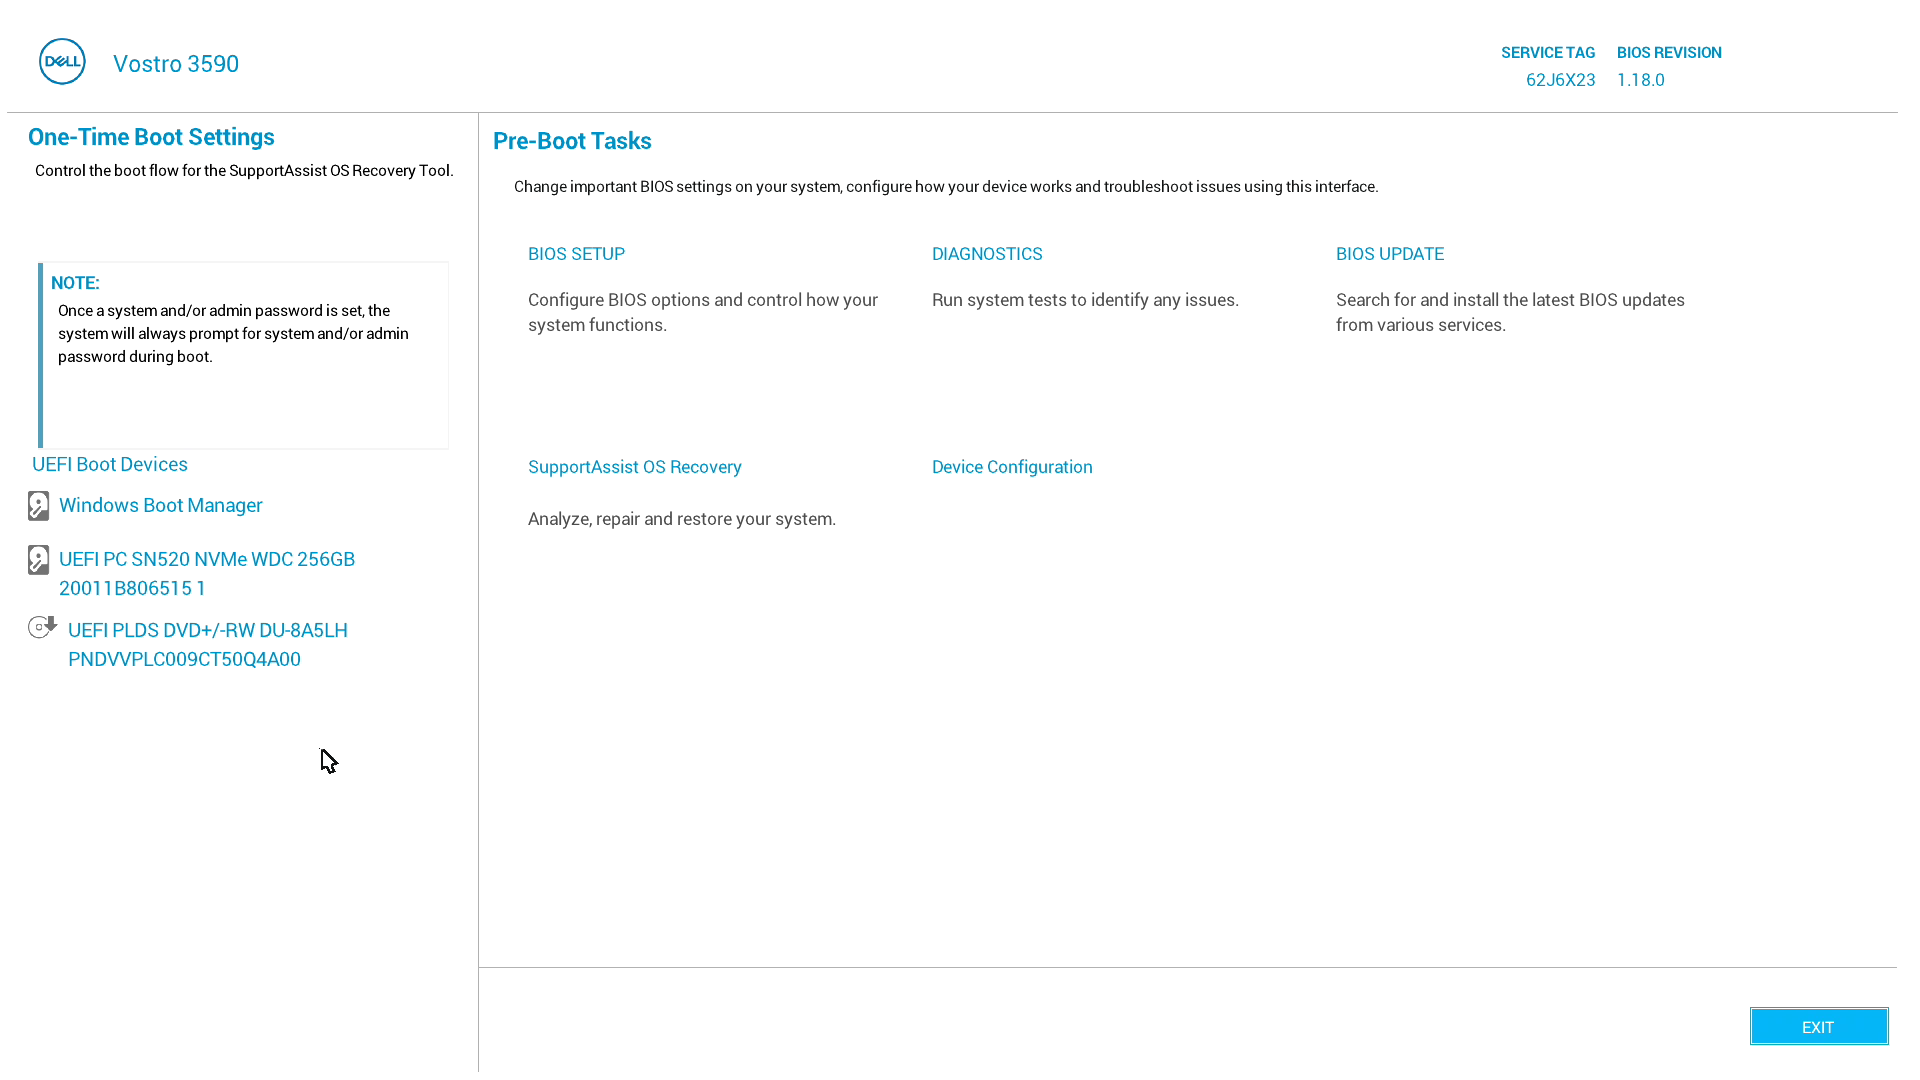 DELL
Vostro 3590
SERVICE TAG
62J6X23
BIOS REVISION
1.18.0
One-Time Boot Settings
Control the boot flow for the SupportAssist OS Recovery Tool.
NOTE:
Once a system and/or admin password is set, the
system will always prompt for system and/or admin
password during boot.
UEFI Boot Devices
Windows Boot Manager
UEFI PC SN520 NVMe WDC 256GB
20011B806515 1
UEFI PLDS DVD+/-RW DU-8A5LH
PNDVVPLC009CT50Q4A00
Pre-Boot Tasks
Change important BIOS settings on your system, configure how your device works and troubleshoot issues using this interface.
BIOS SETUP
Configure BIOS options and control how your
system functions.
DIAGNOSTICS
Run system tests to identify any issues.
BIOS UPDATE
Search for and install the latest BIOS updates
from various services.
SupportAssist OS Recovery
Analyze, repair and restore your system.
Device Configuration
EXIT